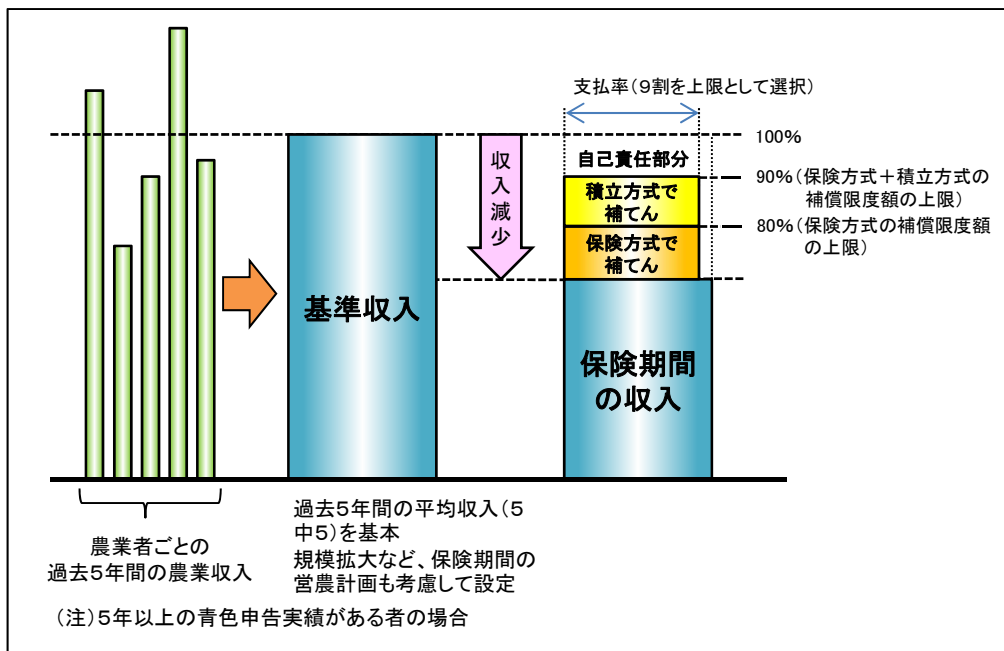 支払率(9割を上限として選択)
100%
自己責任部分
90%(保険方式+積立方式の
補償限度額の上限)
積立方式で
補てん
80%(保険方式の補償限度額
の上限)
保険方式で
補てん
収入減少
基準収入
保険期間
の収入
農業者ごとの
過去5年間の農業収入
過去5年間の平均収入(5
中5)を基本
規模拡大など、保険期間の
営農計画も考慮して設定
(注)5年以上の青色申告実績がある者の場合